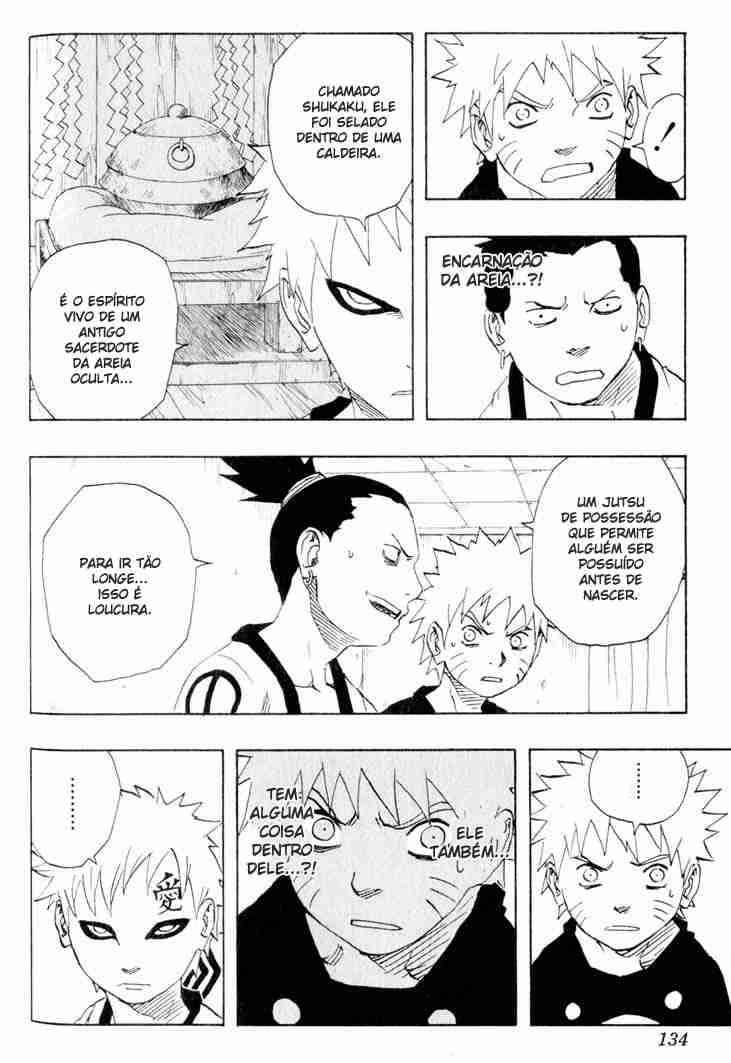 !
ENCARNAÇÃO
DA AREIA...?!
CHAMADO
SHUKAKU, ELE
FOI SELADO
DENTRO DE UMA
CALDEIRA.
É O ESPÍRITO
VIVO DE UM
ANTIGO
SACERDOTE
DA AREIA
OCULTA...
UM JUTSU
DE POSSESSÃO
QUE PERMITE
ALGUÉM SER
POSSUÍDO
ANTES DE
NASCER.
PARA IR TÃO
LONGE...
ISSO É
LOUCURA.
........
ELE
TAMBÉM...
TEM
ALGUMA
COISA
DENTRO
DELE...?!
........
愛
134